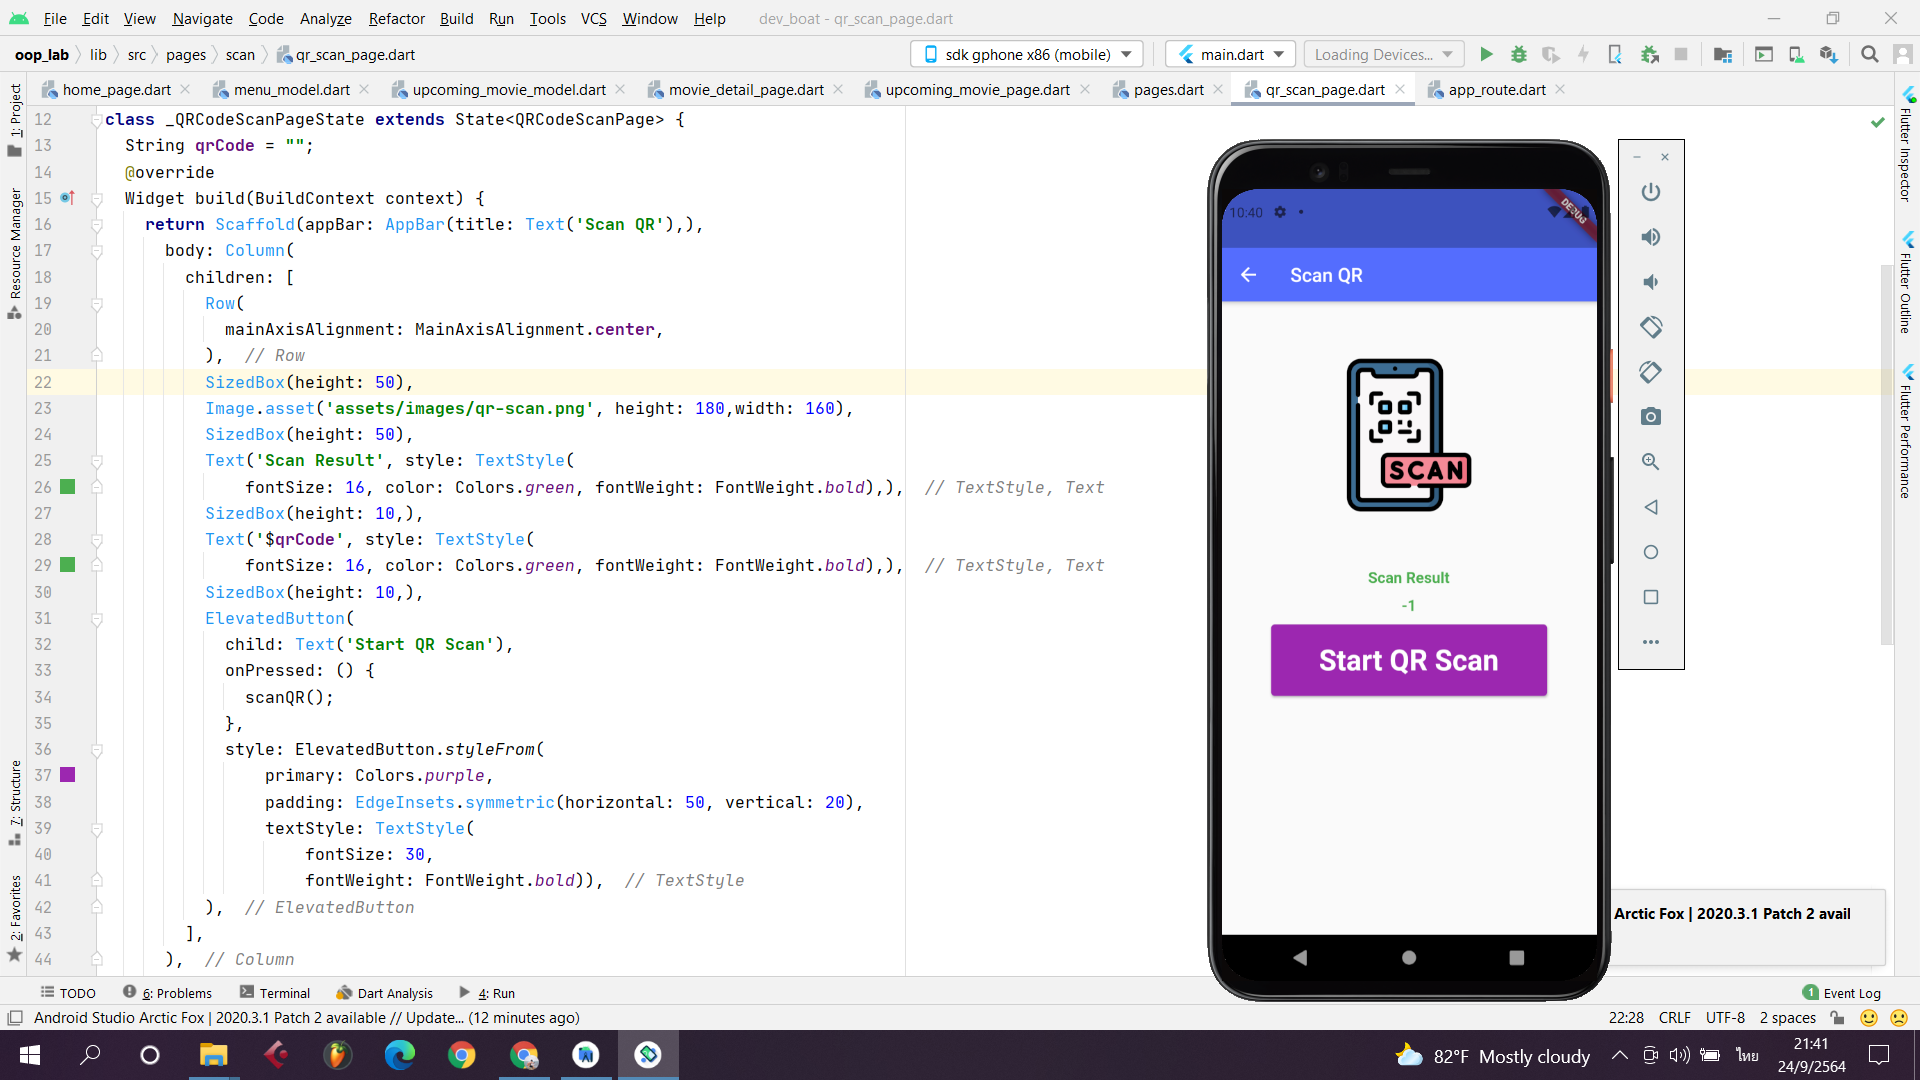 File Edit View Navigate Code Analyze Refactor Build Run Tools VCS Window Help dev_boat - qr_scan_page.dart
oop_lab lib src pages scan qr_scan_page.dart sdk gphone x86 (mobile) main.dart Loading Devices...
home_page.dart menu_model.dart upcoming_movie_model.dart movie_detail_page.dart upcoming_movie_page.dart pages.dart qr_scan_page.dart app_route.dart
1: Project
Resource Manager
7: Structure
2: Favorites
12 class _QRCodeScanPageState extends State<QRCodeScanPage> {
13 String qrCode = "";
14 @override
15 Widget build(BuildContext context) {
16 return Scaffold(appBar: AppBar(title: Text('Scan QR'),),
17 body: Column(
18 children: [
19 Row(
20 mainAxisAlignment: MainAxisAlignment.center,
21 ), // Row
22 SizedBox(height: 50),
23 Image.asset('assets/images/qr-scan.png', height: 180,width: 160),
24 SizedBox(height: 50),
25 Text('Scan Result', style: TextStyle(
26 fontSize: 16, color: Colors.green, fontWeight: FontWeight.bold),), // TextStyle, Text
27 SizedBox(height: 10,),
28 Text('$qrCode', style: TextStyle(
29 fontSize: 16, color: Colors.green, fontWeight: FontWeight.bold),), // TextStyle, Text
30 SizedBox(height: 10,),
31 ElevatedButton(
32 child: Text('Start QR Scan'),
33 onPressed: () {
34 scanQR();
35 },
36 style: ElevatedButton.styleFrom(
37 primary: Colors.purple,
38 padding: EdgeInsets.symmetric(horizontal: 50, vertical: 20),
39 textStyle: TextStyle(
40 fontSize: 30,
41 fontWeight: FontWeight.bold)), // TextStyle
42 ), // ElevatedButton
43 ],
44 ), // Column
10:40
DEBUG
Scan QR
SCAN
Scan Result
-1
Start QR Scan
Flutter Inspector
Flutter Outline
Flutter Performance
Arctic Fox | 2020.3.1 Patch 2 avail
TODO 6: Problems Terminal Dart Analysis 4: Run 1 Event Log
Android Studio Arctic Fox | 2020.3.1 Patch 2 available // Update... (12 minutes ago) 22:28 CRLF UTF-8 2 spaces
82°F Mostly cloudy ไทย 21:41
24/9/2564